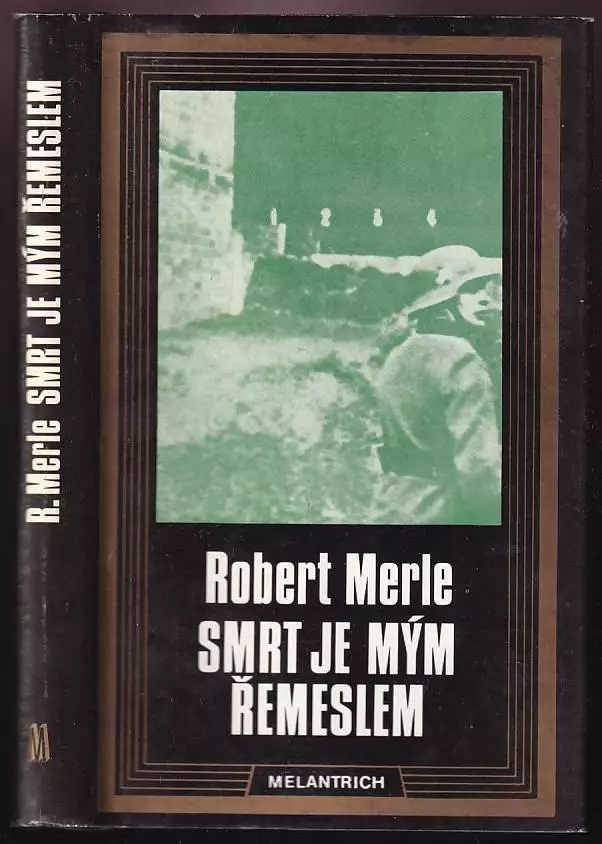 R. Merle SMRT JE MÝM ŘEMESLEM
M
Robert Merle
SMRT JE MÝM
ŘEMESLEM
MELANTRICH